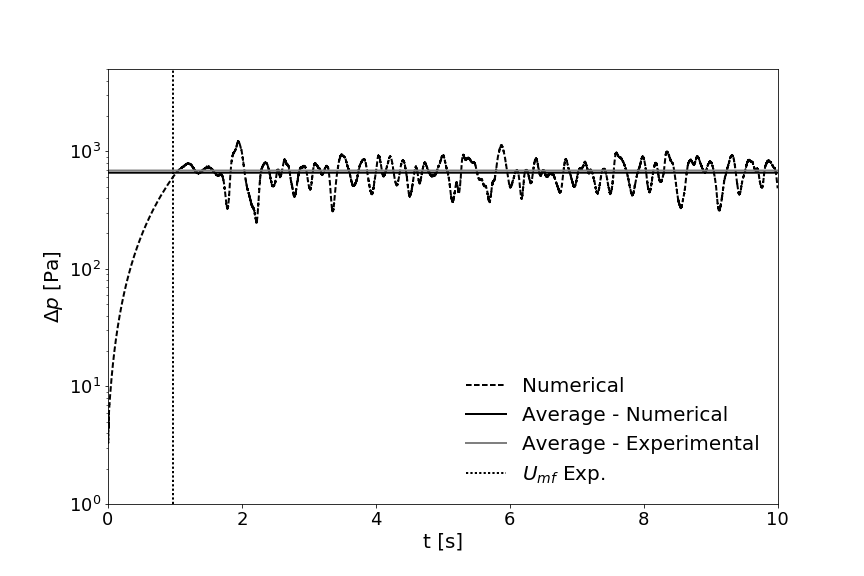 10³
10²
10¹
10⁰
Δp [Pa]
0 2 4 6 8 10
t [s]
Numerical
Average - Numerical
Average - Experimental
U_mf Exp.